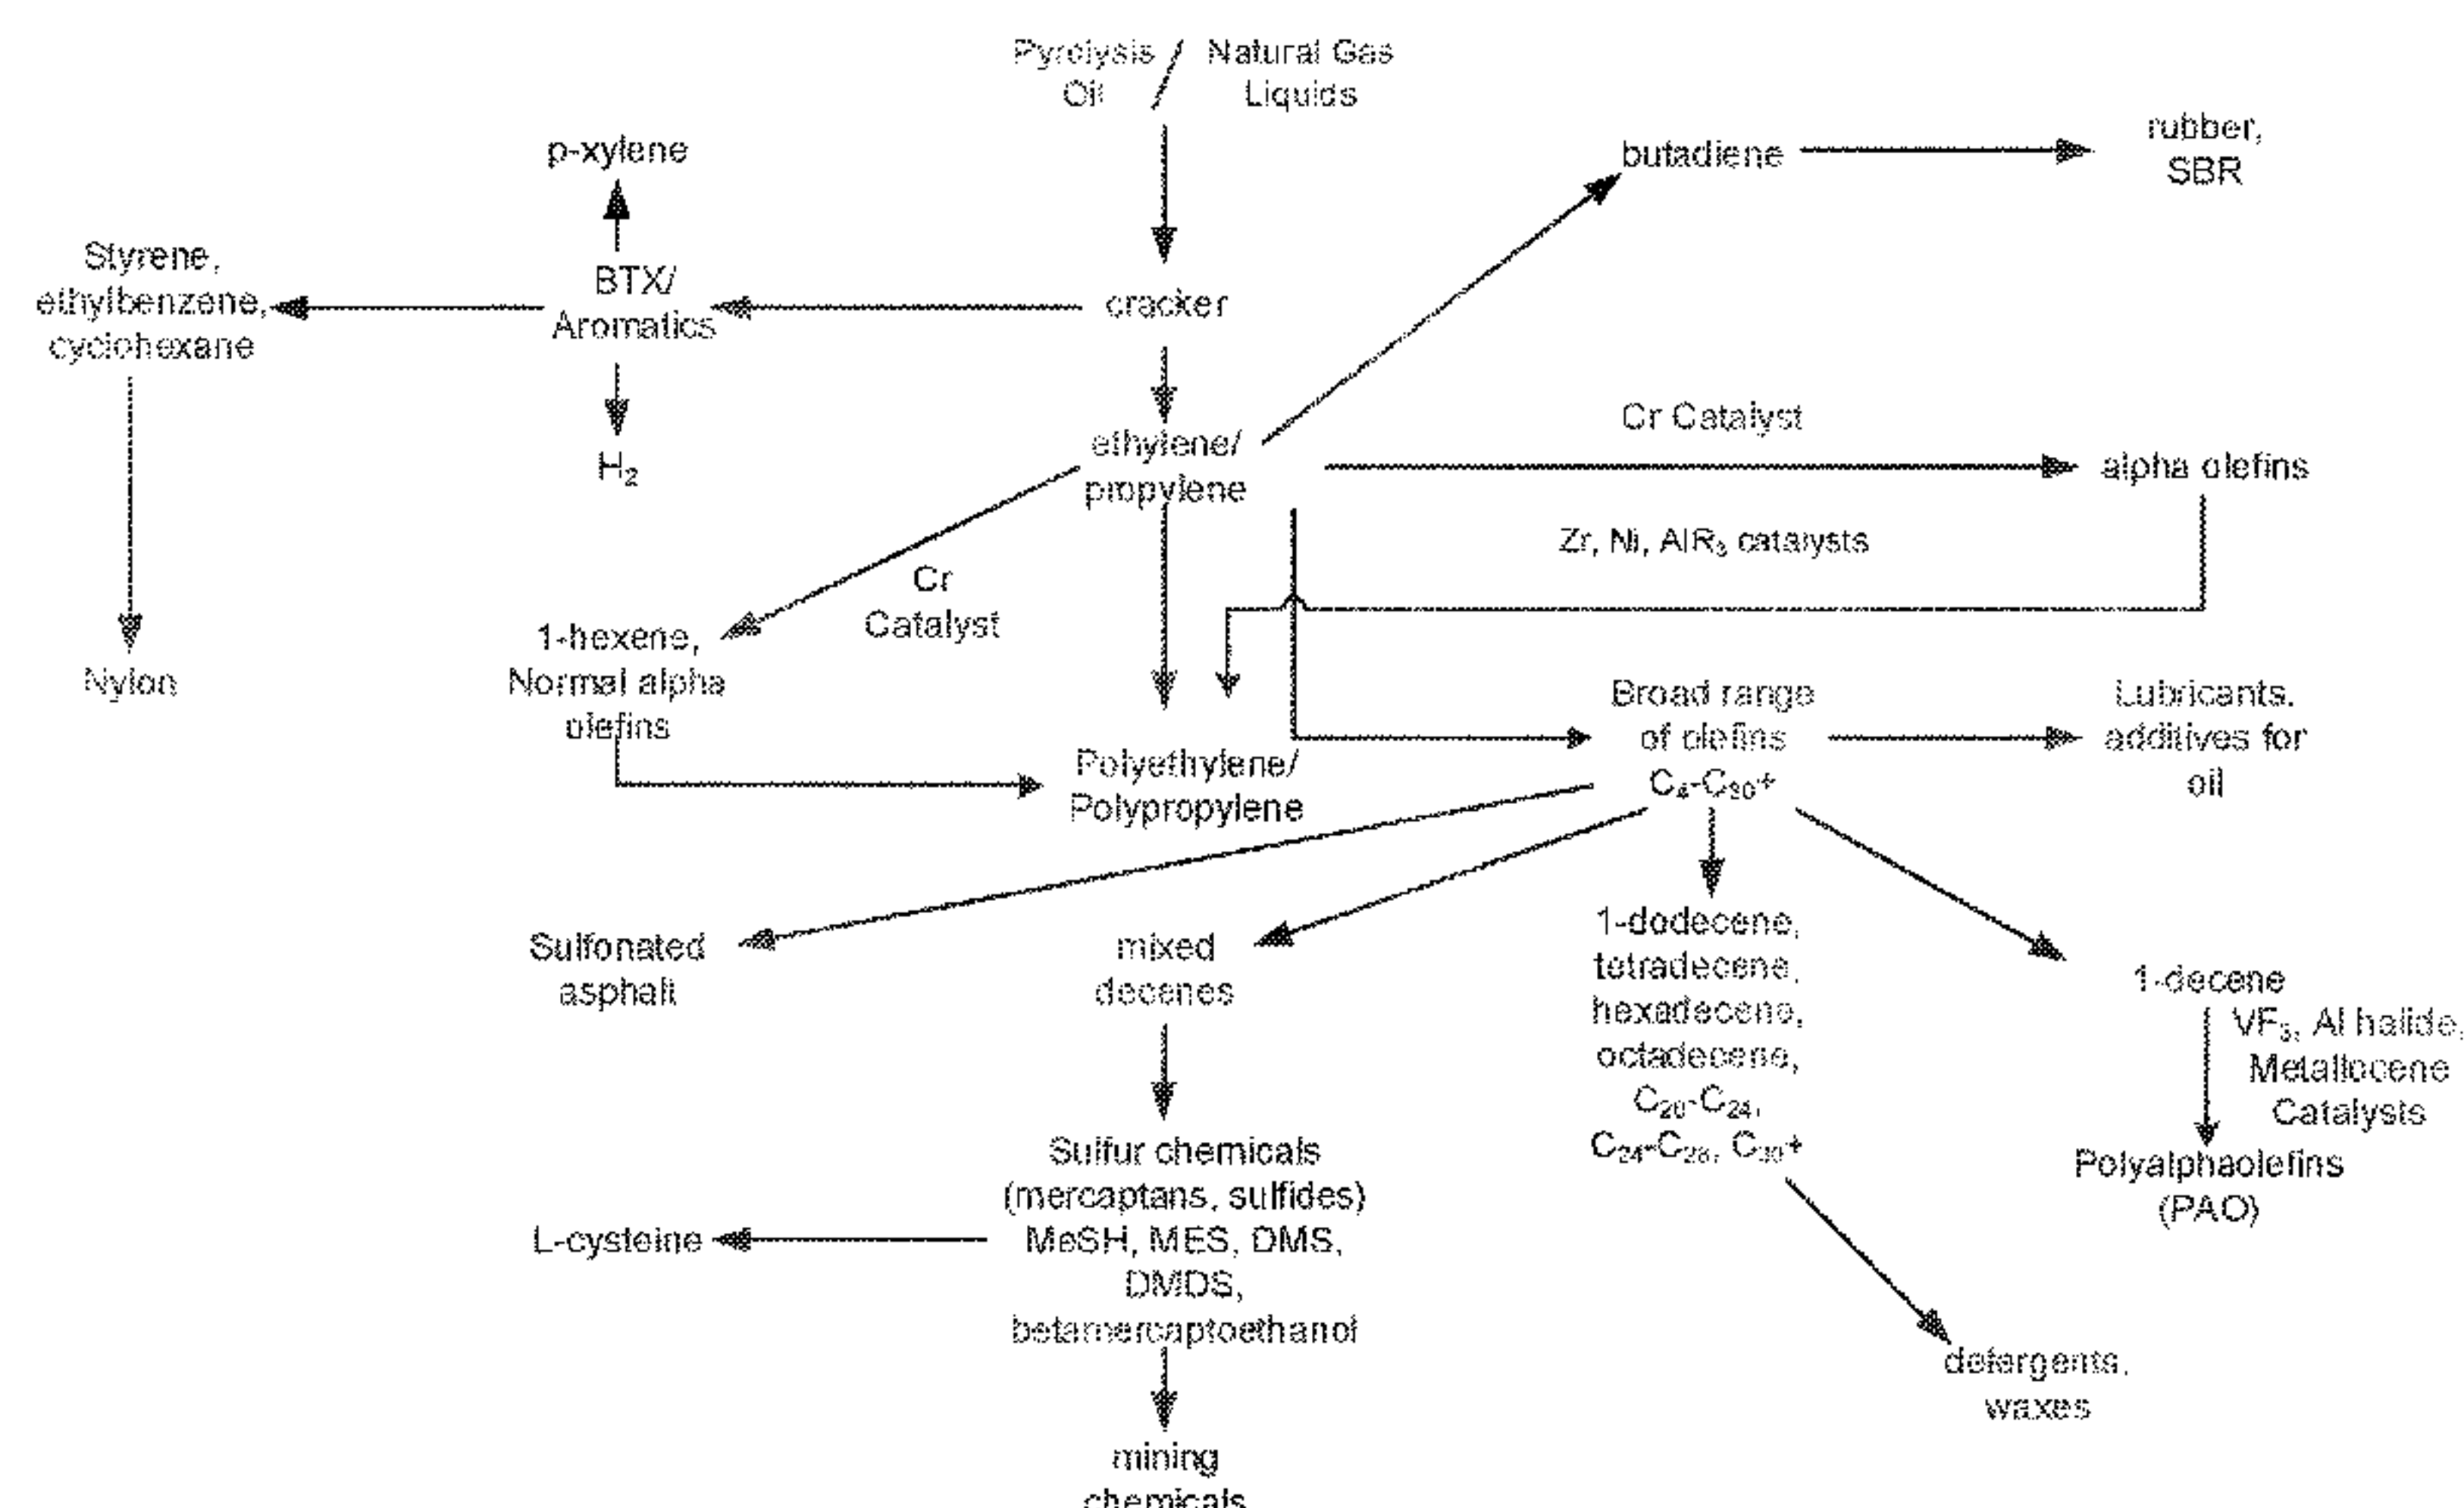 Pyrolysis / Natural Gas
Oil Liquids
p-xylene
butadiene
rubber,
SBR
Styrene,
ethylbenzene,
cyclohexane
BTX/
Aromatics
cracker
H₂
ethylene/
propylene
Cr Catalyst
alpha olefins
Zr, Ni, AlR₃ catalysts
Cr
Catalyst
1-hexene,
Normal alpha
olefins
Nylon
Polyethylene/
Polypropylene
Broad range
of olefins
C₄-C₃₀+
Lubricants.
additives for
oil
Sulfonated
asphalt
mixed
decenes
1-dodecene,
tetradecene,
hexadecene,
octadecene,
C₂₀-C₂₄,
C₂₄-C₂₈, C₃₀+
1-decene
VF₃, Al halide,
Metallocene
Catalysts
Polyalphaolefins
(PAO)
Sulfur chemicals
(mercaptans, sulfides)
MeSH, MES, DMS,
DMDS,
betamercaptoethanol
L-cysteine
detergents,
waxes
mining
chemicals